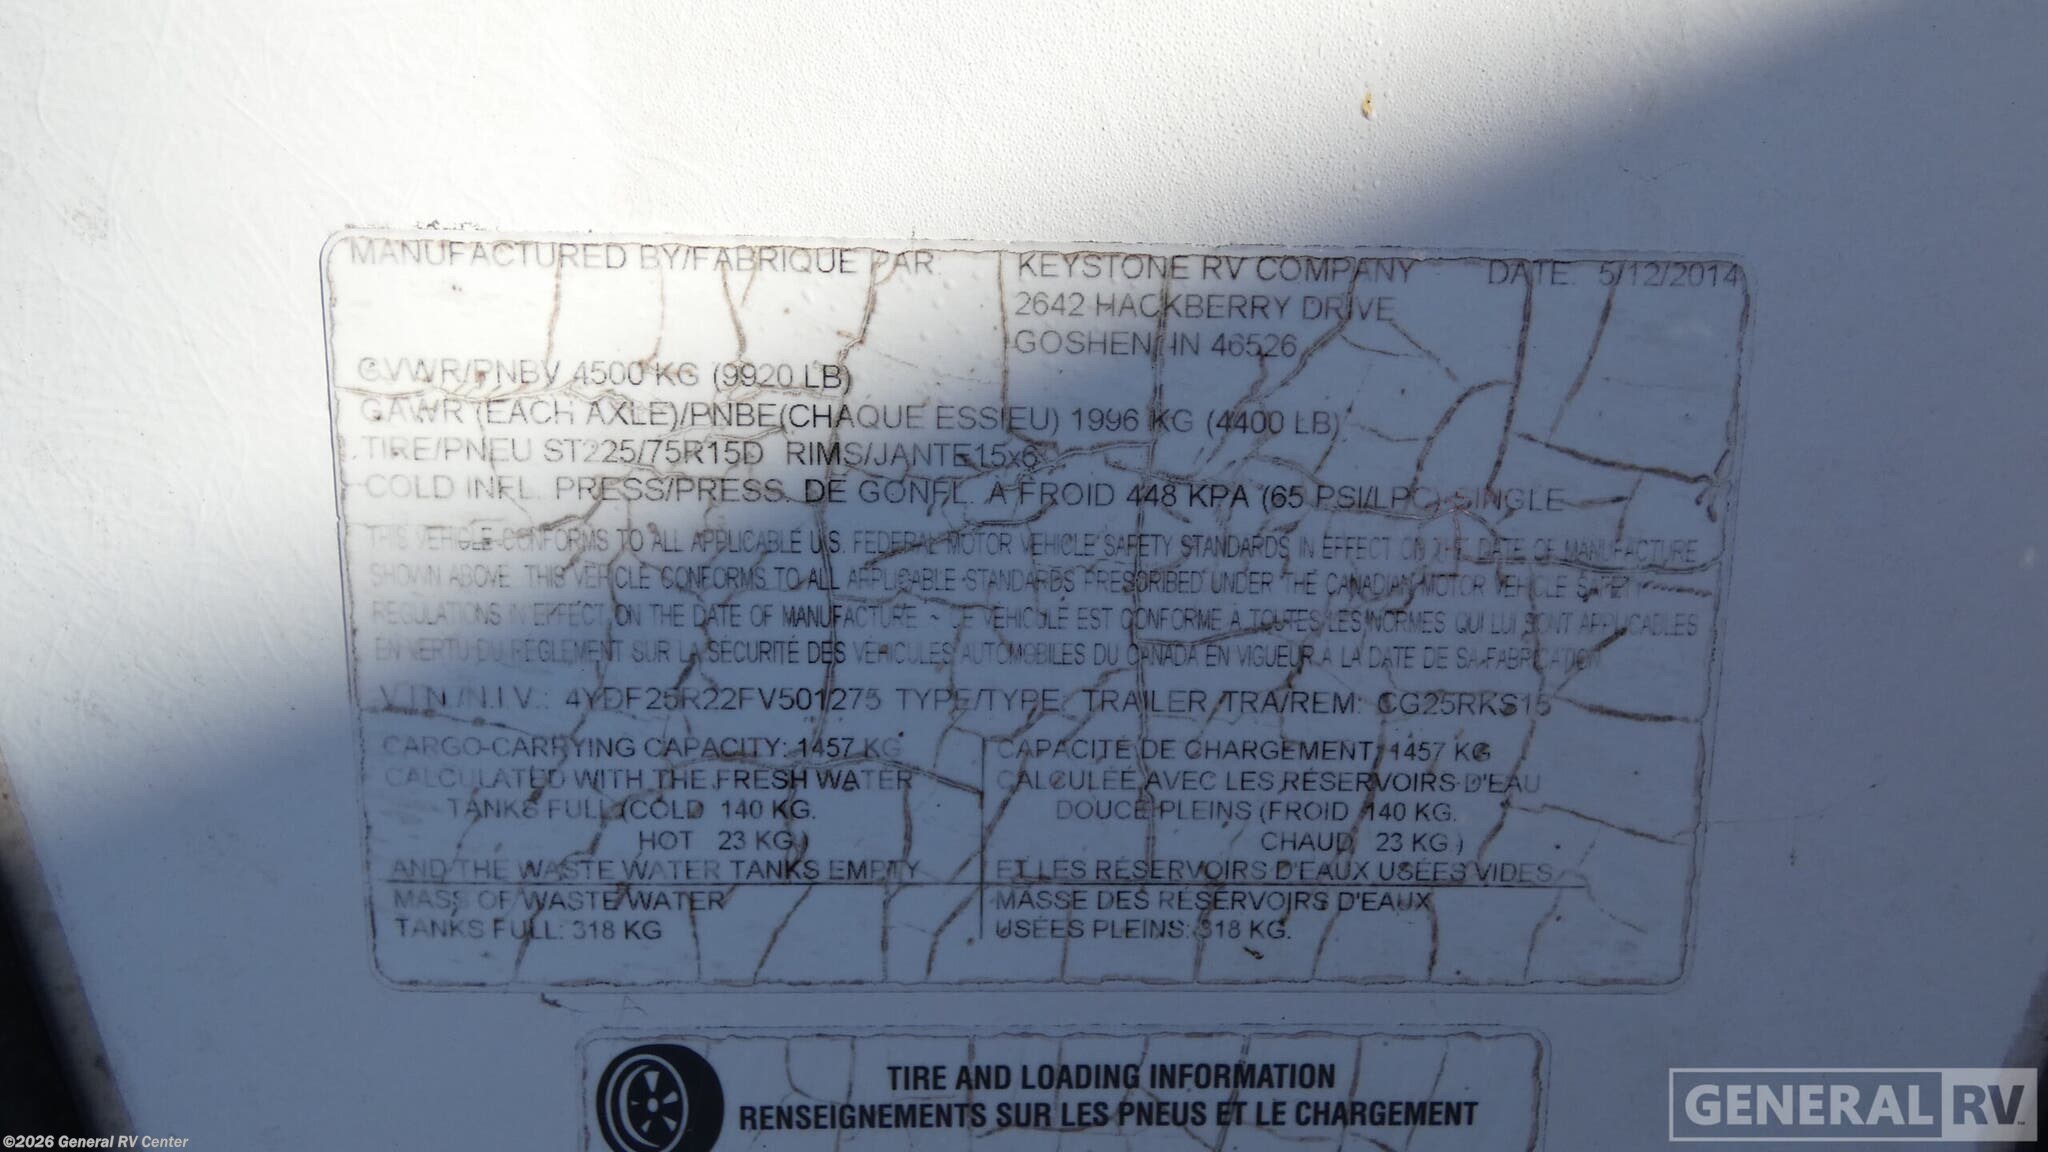 MANUFACTURED BY/FABRIQUE PAR: KEYSTONE RV COMPANY DATE: 5/12/2014
2642 HACKBERRY DRIVE
GOSHEN, IN 46526
GVWR/PNBV 4500 KG (9920 LB)
GAWR (EACH AXLE)/PNBE(CHAQUE ESSIEU) 1996 KG (4400 LB)
TIRE/PNEU ST225/75R15D RIMS/JANTE15x6
COLD INFL. PRESS/PRESS. DE GONFL. A FROID 448 KPA (65 PSI/LPC) SINGLE
THIS VEHICLE CONFORMS TO ALL APPLICABLE U.S. FEDERAL MOTOR VEHICLE SAFETY STANDARDS IN EFFECT ON THE DATE OF MANUFACTURE
SHOWN ABOVE. THIS VEHICLE CONFORMS TO ALL APPLICABLE STANDARDS PRESCRIBED UNDER THE CANADIAN MOTOR VEHICLE SAFETY
REGULATIONS IN EFFECT ON THE DATE OF MANUFACTURE ~ CE VEHICULE EST CONFORME A TOUTES LES NORMES QUI LUI SONT APPLICABLES
EN VERTU DU REGLEMENT SUR LA SÉCURITÉ DES VÉHICULES AUTOMOBILES DU CANADA EN VIGUEUR A LA DATE DE SA FABRICATION
V.I.N./N.I.V.: 4YDF25R22FV501275 TYPE/TYPE: TRAILER/TRA/REM: CG25RKS15
CARGO-CARRYING CAPACITY: 1457 KG
CALCULATED WITH THE FRESH WATER
TANKS FULL (COLD 140 KG.
HOT 23 KG.)
AND THE WASTE WATER TANKS EMPTY
MASS OF WASTE WATER
TANKS FULL: 318 KG
CAPACITÉ DE CHARGEMENT: 1457 KG
CALCULÉE AVEC LES RÉSERVOIRS D'EAU
DOUCE PLEINS (FROID 140 KG.
CHAUD 23 KG.)
ET LES RÉSERVOIRS D'EAUX USÉES VIDES
MASSE DES RÉSERVOIRS D'EAUX
USÉES PLEINS: 318 KG.
TIRE AND LOADING INFORMATION
RENSEIGNEMENTS SUR LES PNEUS ET LE CHARGEMENT
GENERAL RV
©2026 General RV Center